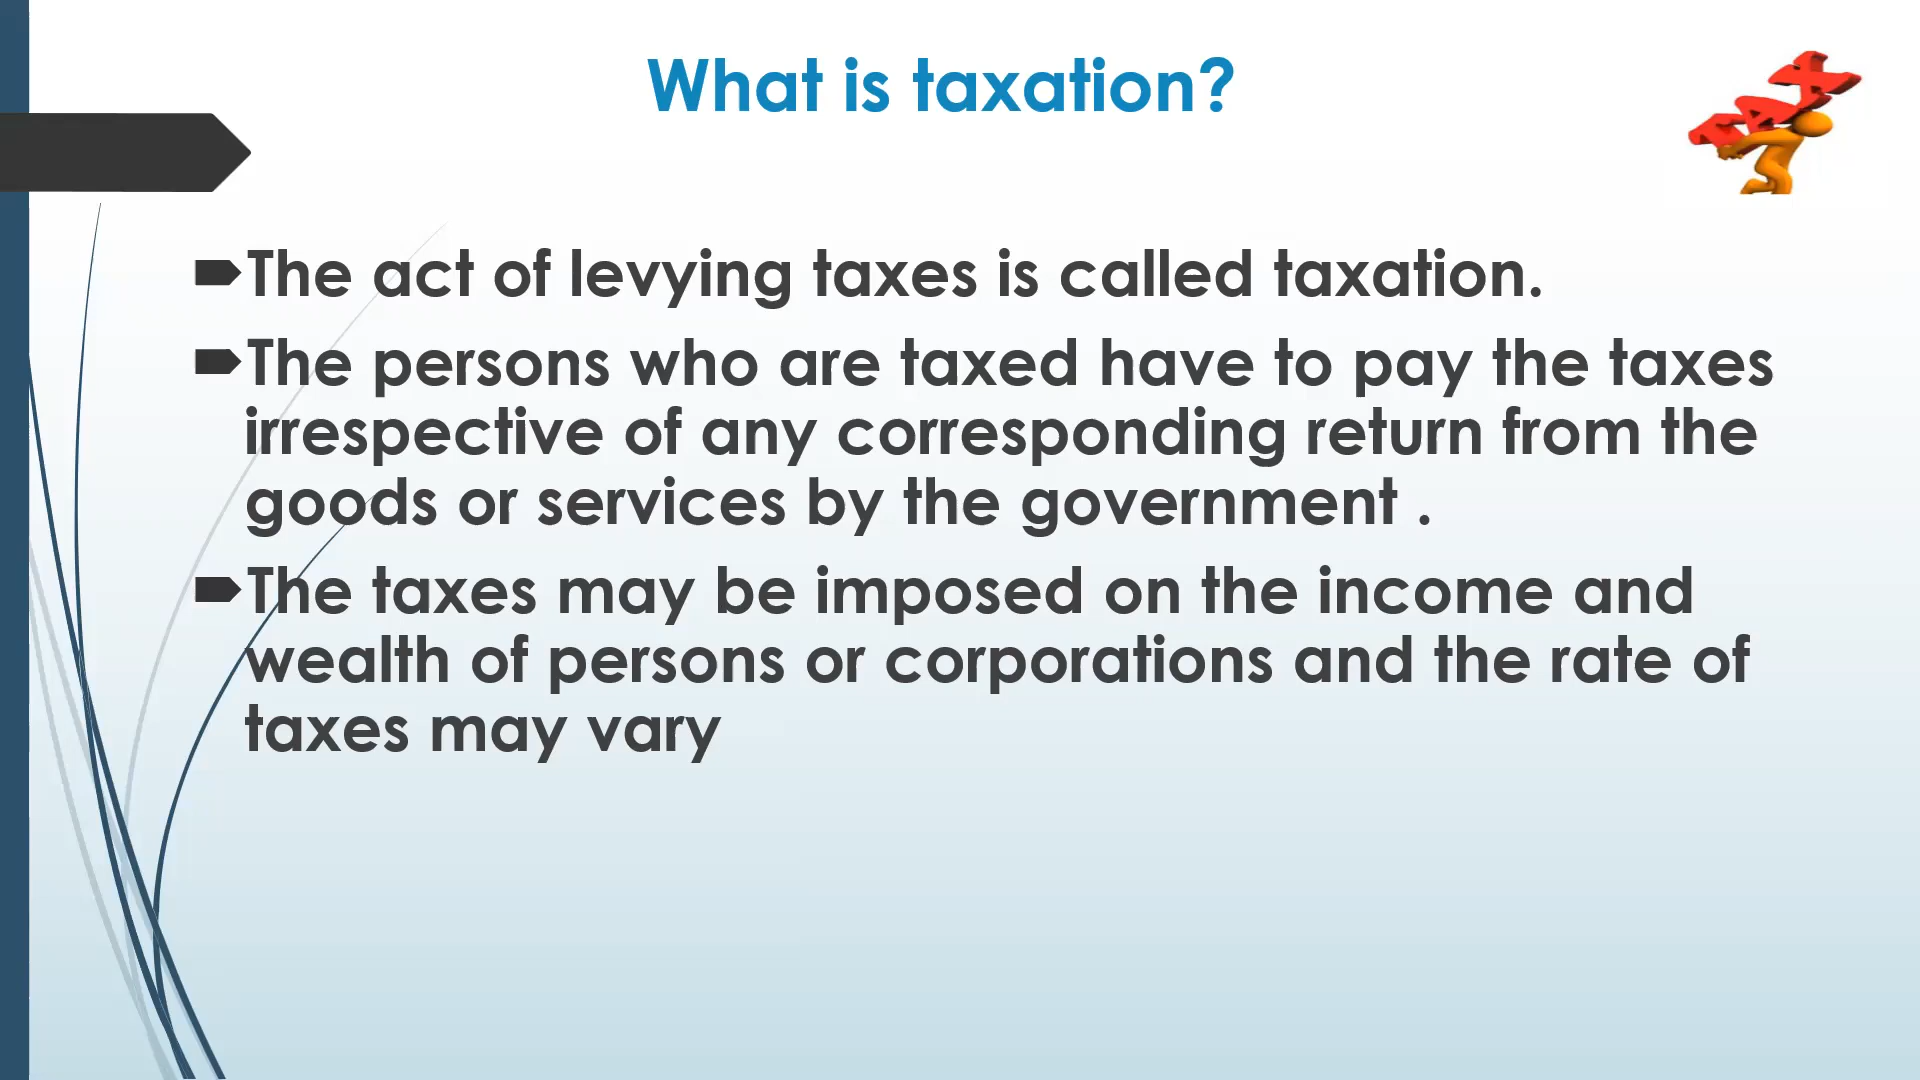 What is taxation?
TAX
The act of levying taxes is called taxation.
The persons who are taxed have to pay the taxes
irrespective of any corresponding return from the
goods or services by the government .
The taxes may be imposed on the income and
wealth of persons or corporations and the rate of
taxes may vary